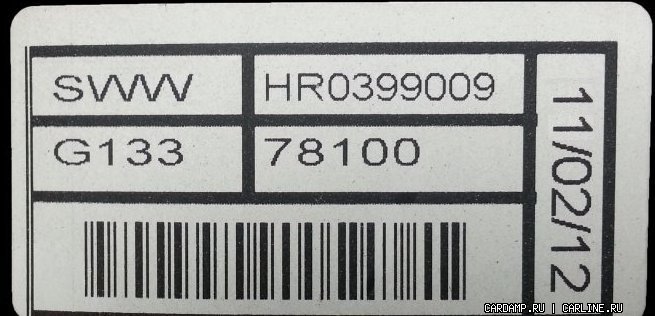 SWW HR0399009
G133 78100
11/02/12
CARDAMP.RU | CARLINE.RU